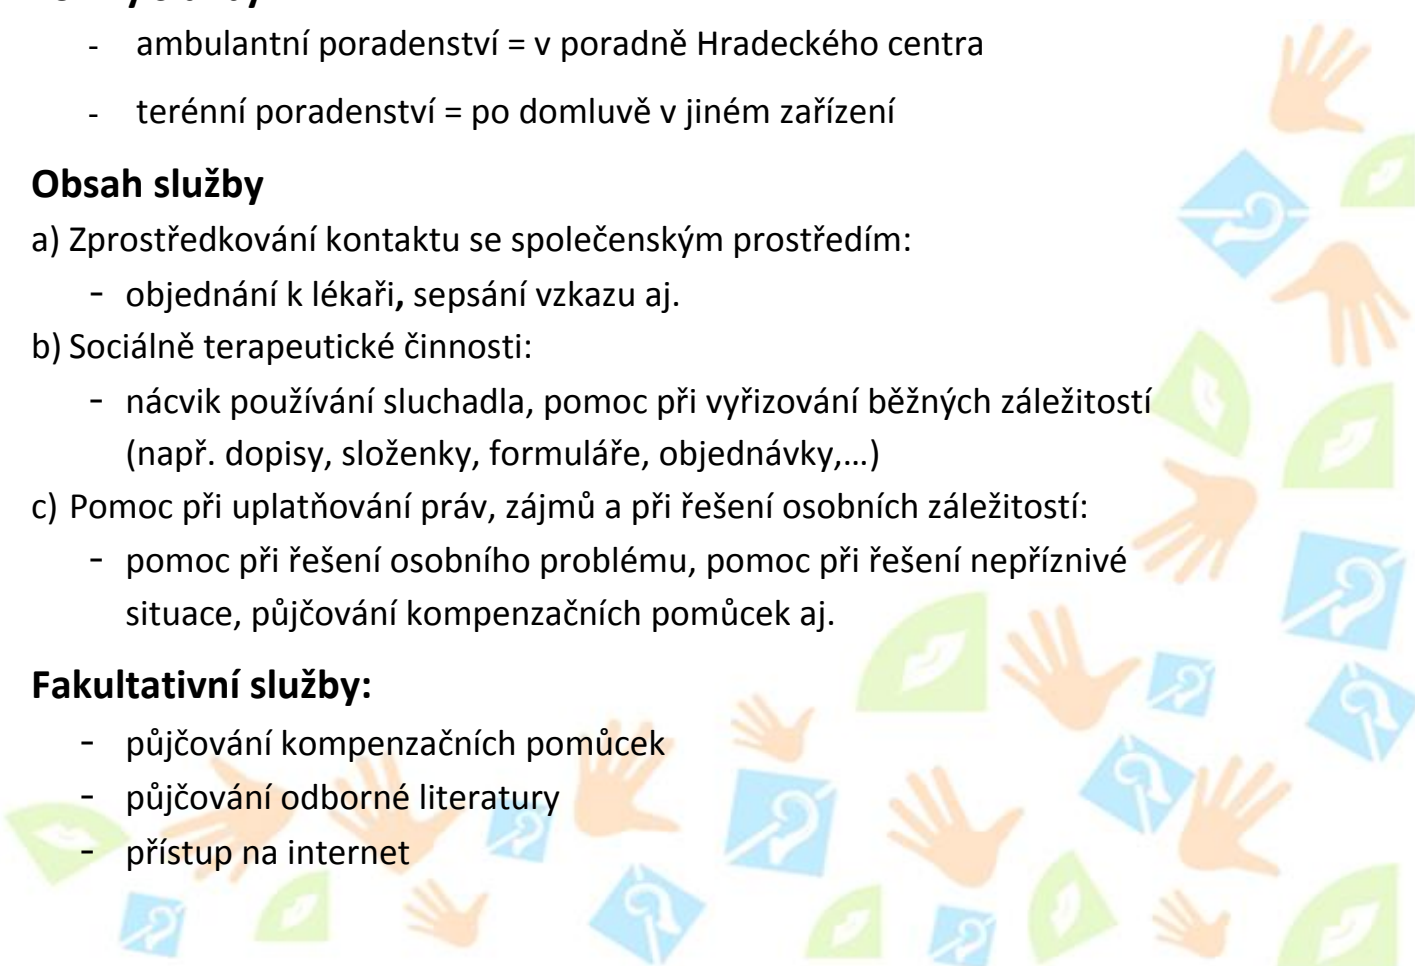 - ambulantní poradenství = v poradně Hradeckého centra
- terénní poradenství = po domluvě v jiném zařízení
Obsah služby
a) Zprostředkování kontaktu se společenským prostředím:
- objednání k lékaři, sepsání vzkazu aj.
b) Sociálně terapeutické činnosti:
- nácvik používání sluchadla, pomoc při vyřizování běžných záležitostí
(např. dopisy, složenky, formuláře, objednávky,…)
c) Pomoc při uplatňování práv, zájmů a při řešení osobních záležitostí:
- pomoc při řešení osobního problému, pomoc při řešení nepříznivé
situace, půjčování kompenzačních pomůcek aj.
Fakultativní služby:
- půjčování kompenzačních pomůcek
- půjčování odborné literatury
- přístup na internet